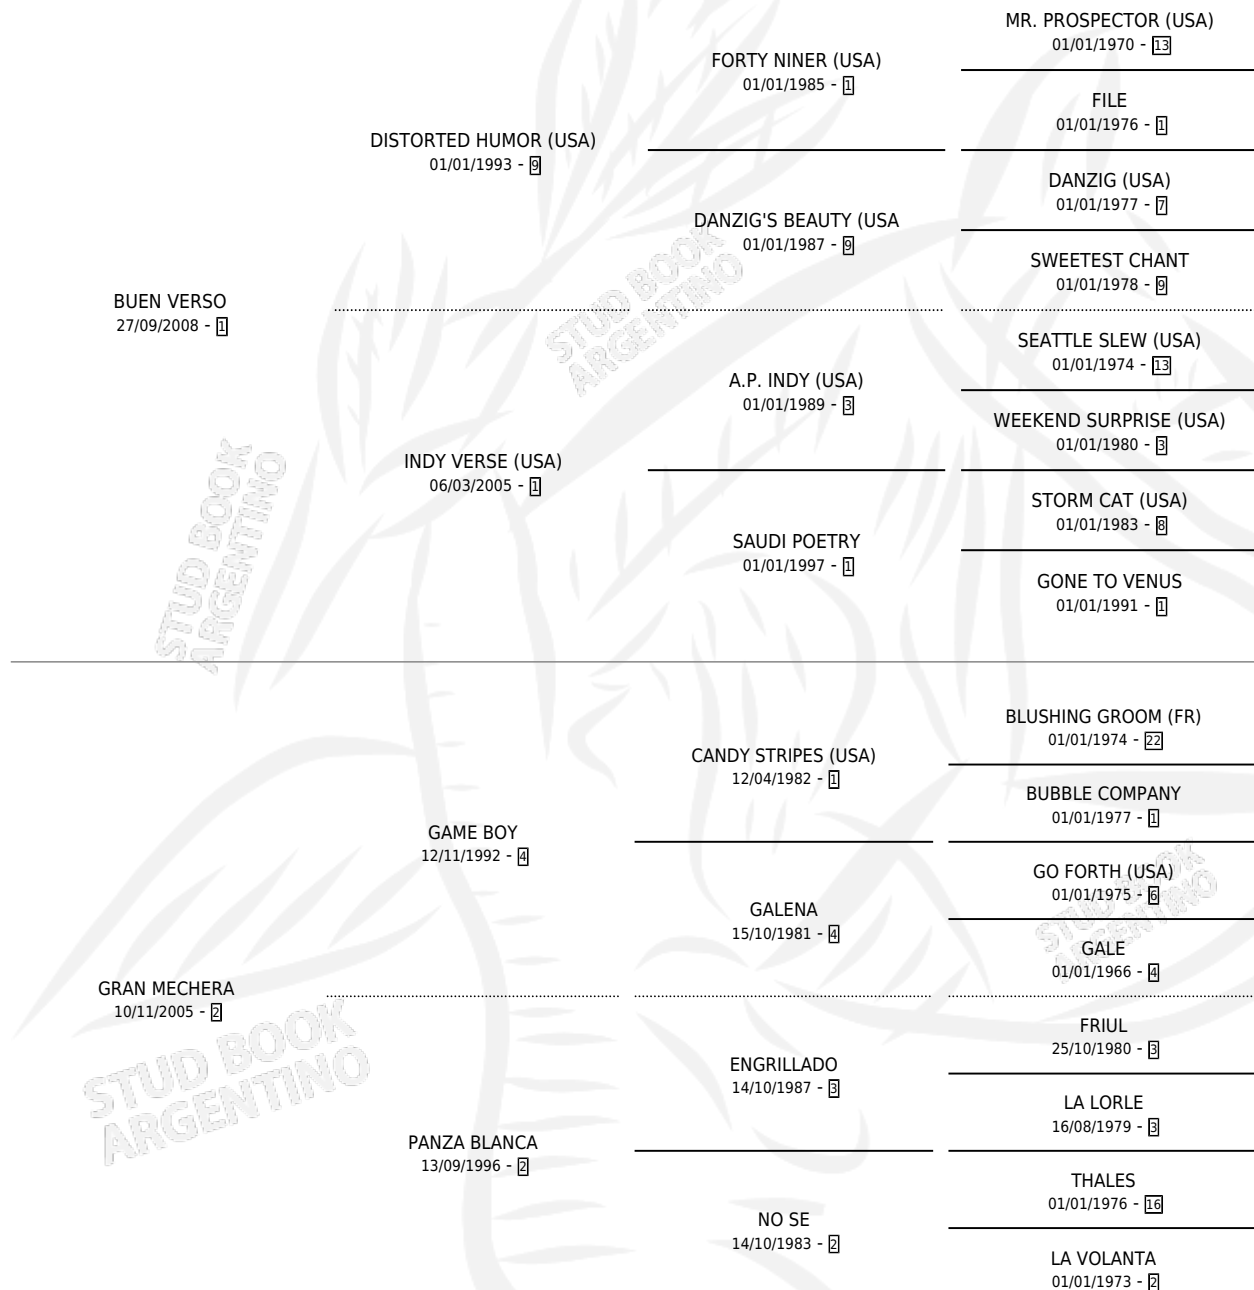 MR. PROSPECTOR (USA)
01/01/1970 - 13
FORTY NINER (USA)
01/01/1985 - 1
FILE
01/01/1976 - 1
DISTORTED HUMOR (USA)
01/01/1993 - 9
DANZIG (USA)
01/01/1977 - 7
DANZIG'S BEAUTY (USA
01/01/1987 - 9
SWEETEST CHANT
01/01/1978 - 9
BUEN VERSO
27/09/2008 - 1
STUD BOOK
ARGENTINO
SEATTLE SLEW (USA)
01/01/1974 - 13
A.P. INDY (USA)
01/01/1989 - 3
WEEKEND SURPRISE (USA)
01/01/1980 - 3
INDY VERSE (USA)
06/03/2005 - 1
STORM CAT (USA)
01/01/1983 - 8
SAUDI POETRY
01/01/1997 - 1
GONE TO VENUS
01/01/1991 - 1
STUD BOOK
ARGENTINO
BLUSHING GROOM (FR)
01/01/1974 - 22
CANDY STRIPES (USA)
12/04/1982 - 1
BUBBLE COMPANY
01/01/1977 - 1
GAME BOY
12/11/1992 - 4
GO FORTH (USA)
01/01/1975 - 6
GALENA
15/10/1981 - 4
GALE
01/01/1966 - 4
STUD BOOK
ARGENTINO
GRAN MECHERA
10/11/2005 - 2
FRIUL
25/10/1980 - 3
ENGRILLADO
14/10/1987 - 3
LA LORLE
16/08/1979 - 3
STUD BOOK
ARGENTINO
PANZA BLANCA
13/09/1996 - 2
THALES
01/01/1976 - 16
NO SE
14/10/1983 - 2
LA VOLANTA
01/01/1973 - 2